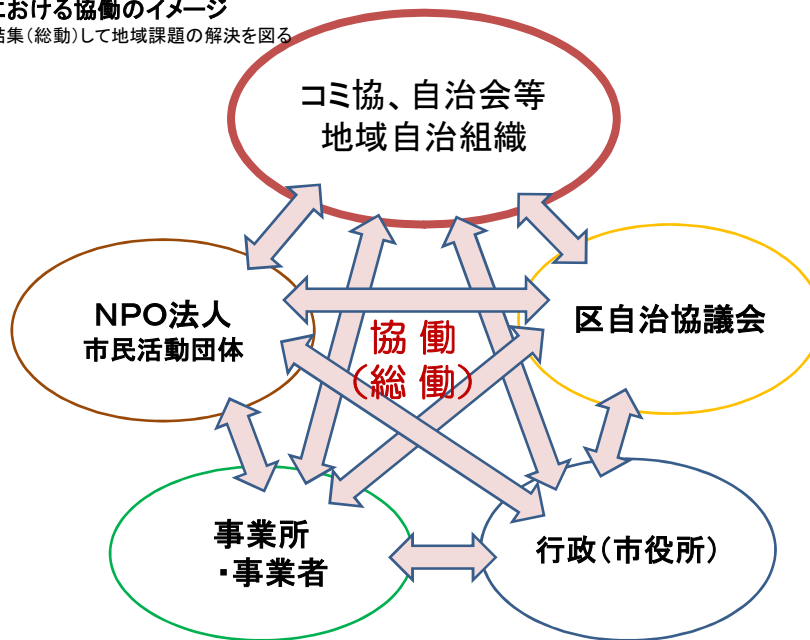 における協働のイメージ
結集(総動)して地域課題の解決を図る
コミ協、自治会等
地域自治組織
NPO法人
市民活動団体
協 働
(総 働)
区自治協議会
事業所
・事業者
行政(市役所)